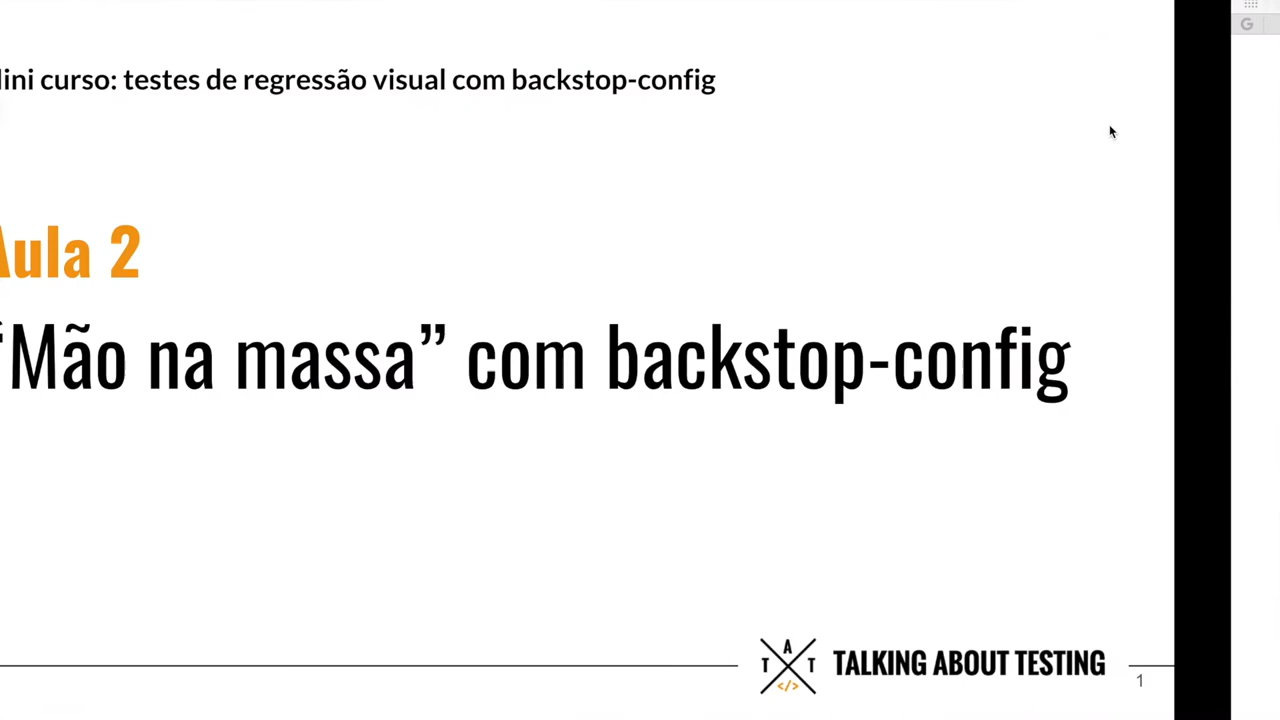 ini curso: testes de regressão visual com backstop-config
Aula 2
“Mão na massa” com backstop-config
T A T
</>
TALKING ABOUT TESTING
1
G